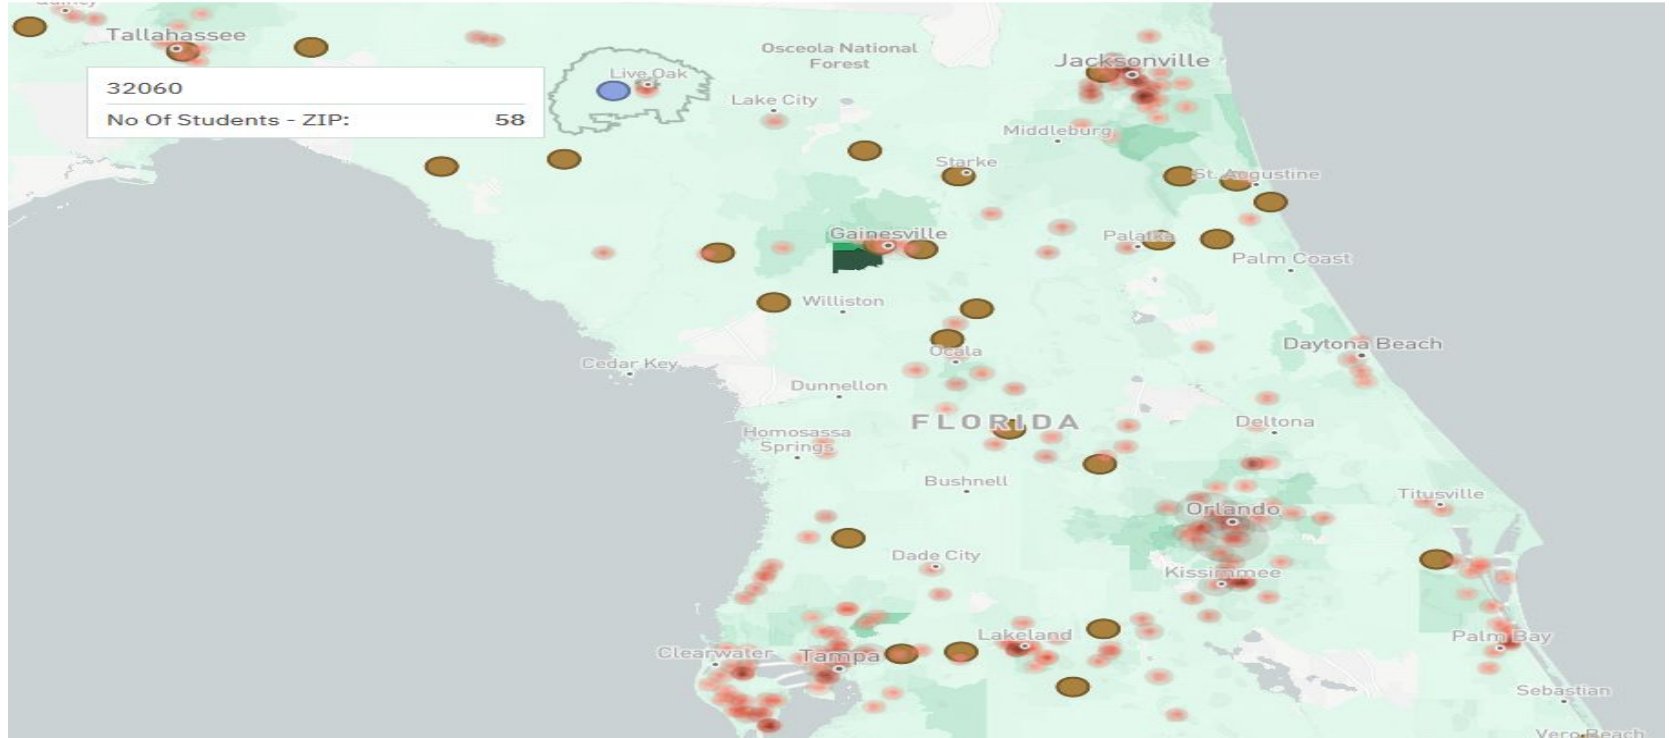 Quincy
Tallahassee
32060
No Of Students - ZIP:
58
Live Oak
Osceola National
Forest
Lake City
Jacksonville
Middleburg
Starke
St. Augustine
Gainesville
Palatka
Palm Coast
Williston
Cedar Key
Ocala
Daytona Beach
Dunnellon
FLORIDA
Deltona
Homosassa
Springs
Bushnell
Titusville
Orlando
Dade City
Kissimmee
Clearwater
Tampa
Lakeland
Palm Bay
Sebastian
Vero Beach